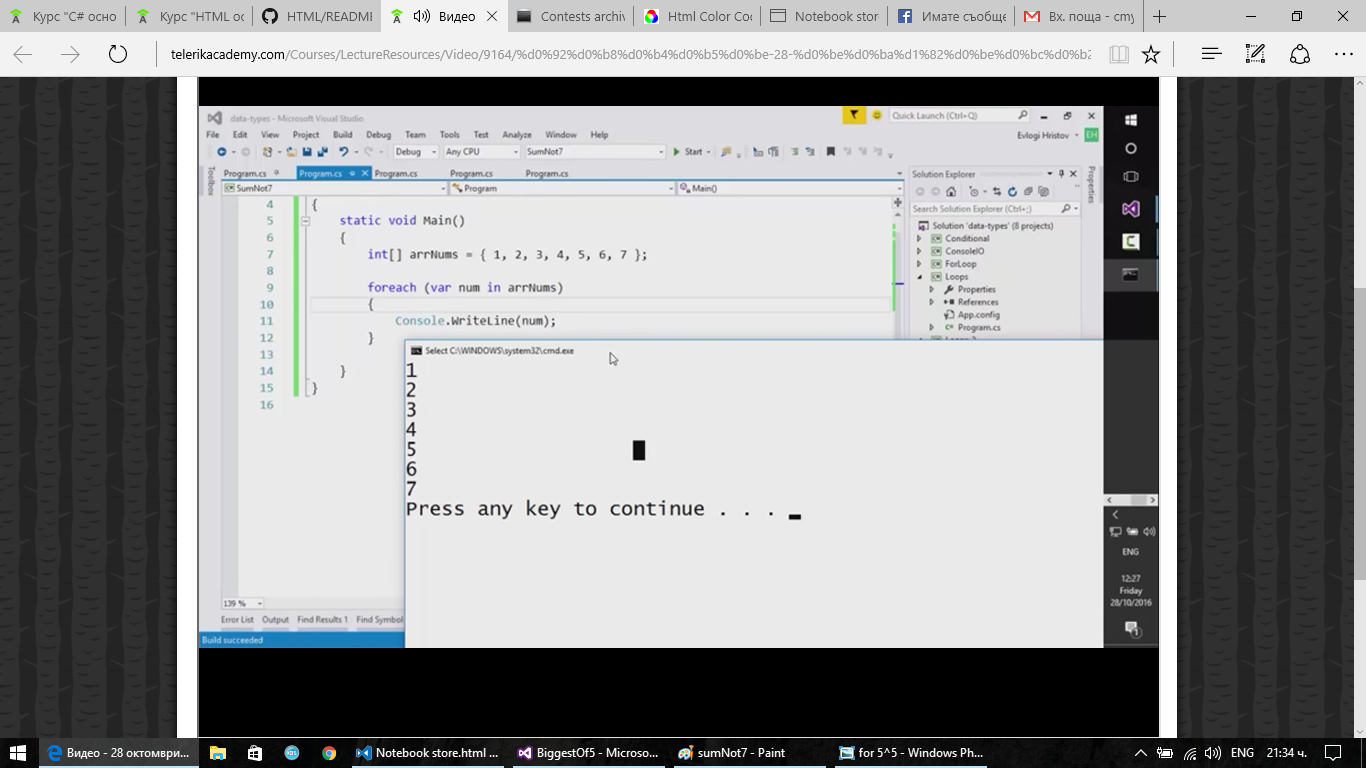 Курс "C# осно
Курс "HTML ос
HTML/README
Видео
Contests archiv
Html Color Coc
Notebook stor
Имате съобще
Вх. поща - cmy
telerikacademy.com/Courses/LectureResources/Video/9164/%d0%92%d0%b8%d0%b4%d0%b5%d0%be-28-%d0%be%d0%ba%d1%82%d0%be%d0%bc%d0%b2
data-types - Microsoft Visual Studio
Quick Launch (Ctrl+Q)
File Edit View Project Build Debug Team Tools Test Analyze Window Help
Evlogi Hristov EH
Debug Any CPU SumNot7 Start
Toolbox
Program.cs Program.cs Program.cs Program.cs Program.cs
SumNot7 Program Main()
Solution Explorer
Properties
Search Solution Explorer (Ctrl+;)
Solution 'data-types' (8 projects)
Conditional
ConsoleIO
ForLoop
Loops
Properties
References
App.config
Program.cs
4 {
5 static void Main()
6 {
7 int[] arrNums = { 1, 2, 3, 4, 5, 6, 7 };
8
9 foreach (var num in arrNums)
10 {
11 Console.WriteLine(num);
12 }
13
14 }
15 }
16
Select C:\WINDOWS\system32\cmd.exe
1
2
3
4
5
6
7
Press any key to continue . . .
139 %
Error List Output Find Results 1 Find Symbol
Build succeeded
ENG
12:27
Friday
28/10/2016
1
Видео - 28 октомври...
Notebook store.html ...
BiggestOf5 - Microso...
sumNot7 - Paint
for 5^5 - Windows Ph...
ENG
21:34 ч.